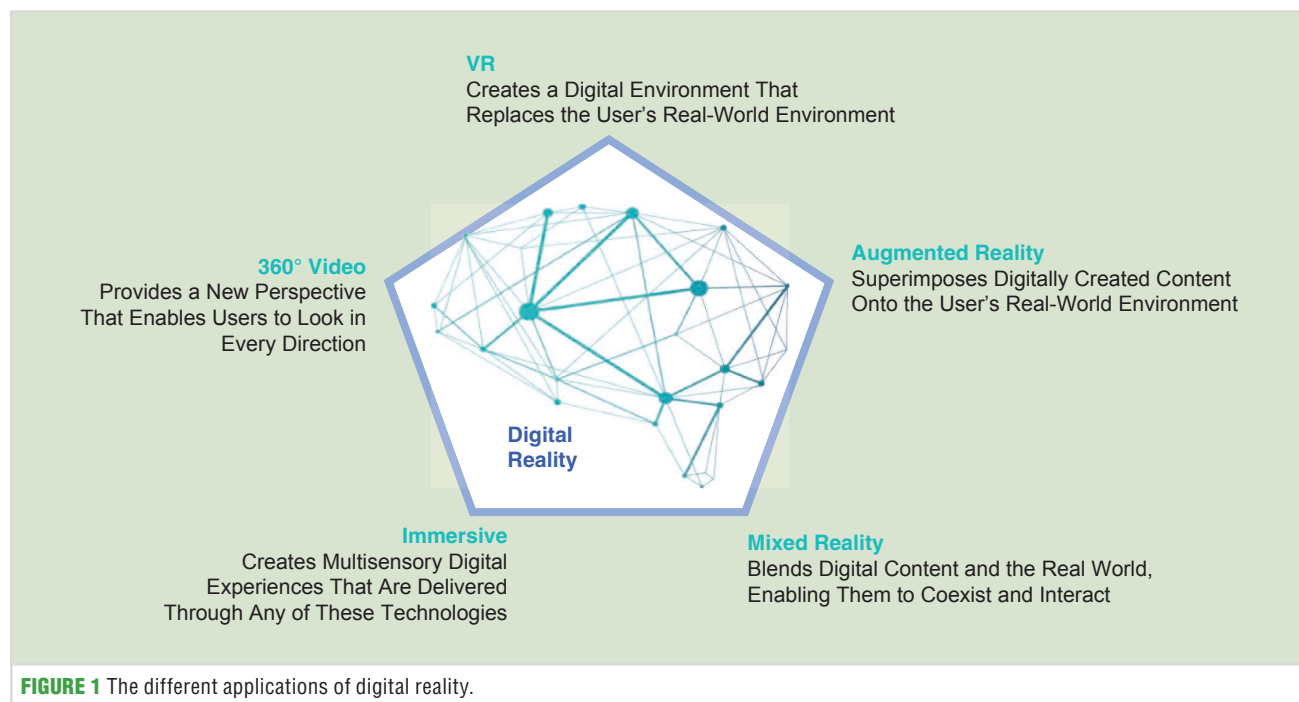 VR
Creates a Digital Environment That
Replaces the User's Real-World Environment
360° Video
Provides a New Perspective
That Enables Users to Look in
Every Direction
Augmented Reality
Superimposes Digitally Created Content
Onto the User's Real-World Environment
Digital
Reality
Immersive
Creates Multisensory Digital
Experiences That Are Delivered
Through Any of These Technologies
Mixed Reality
Blends Digital Content and the Real World,
Enabling Them to Coexist and Interact
FIGURE 1 The different applications of digital reality.